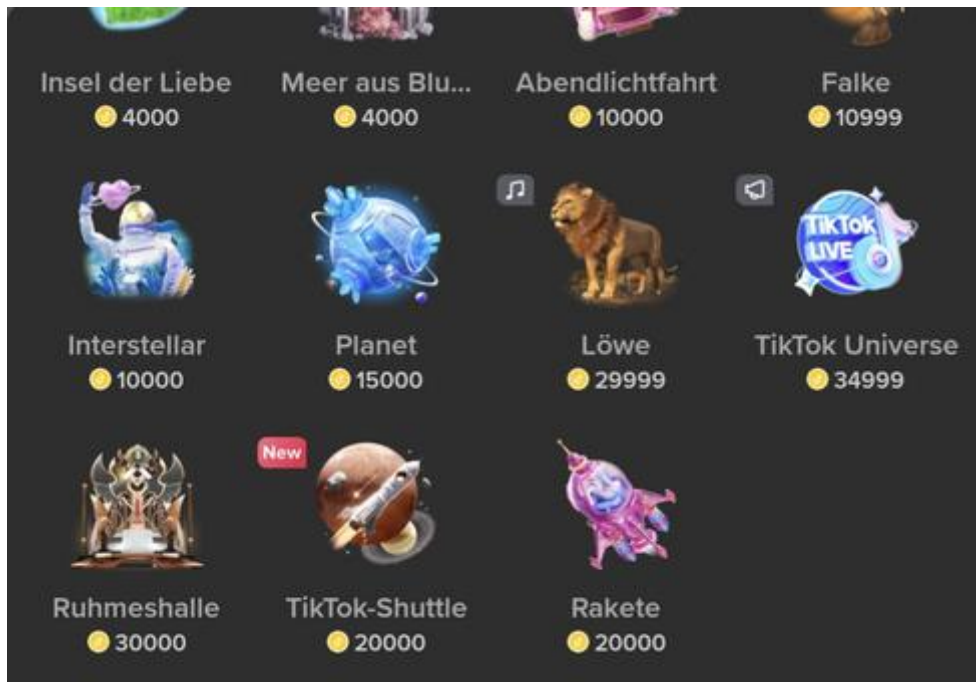 Insel der Liebe Meer aus Blu... Abendlichtfahrt Falke
4000 4000 10000 10999
TikTok
LIVE
Interstellar Planet Löwe TikTok Universe
10000 15000 29999 34999
New
Ruhmeshalle TikTok-Shuttle Rakete
30000 20000 20000